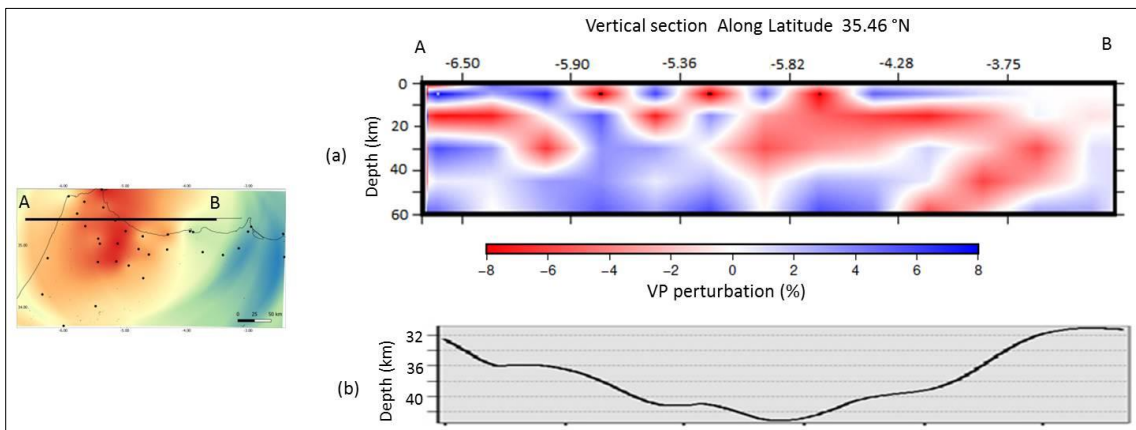 Vertical section Along Latitude 35.46 °N
A B
-6.50 -5.90 -5.36 -5.82 -4.28 -3.75
0
20
40
60
Depth (km)
(a)
A B
0 25 50 km
-8 -6 -4 -2 0 2 4 6 8
VP perturbation (%)
32
36
40
Depth (km)
(b)